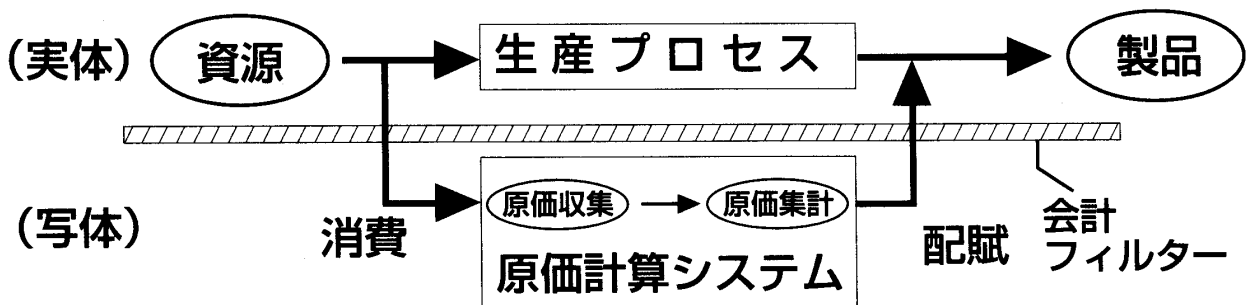 (実体)
資源
生産プロセス
製品
(写体)
消費
原価収集
原価集計
原価計算システム
配賦
会計
フィルター